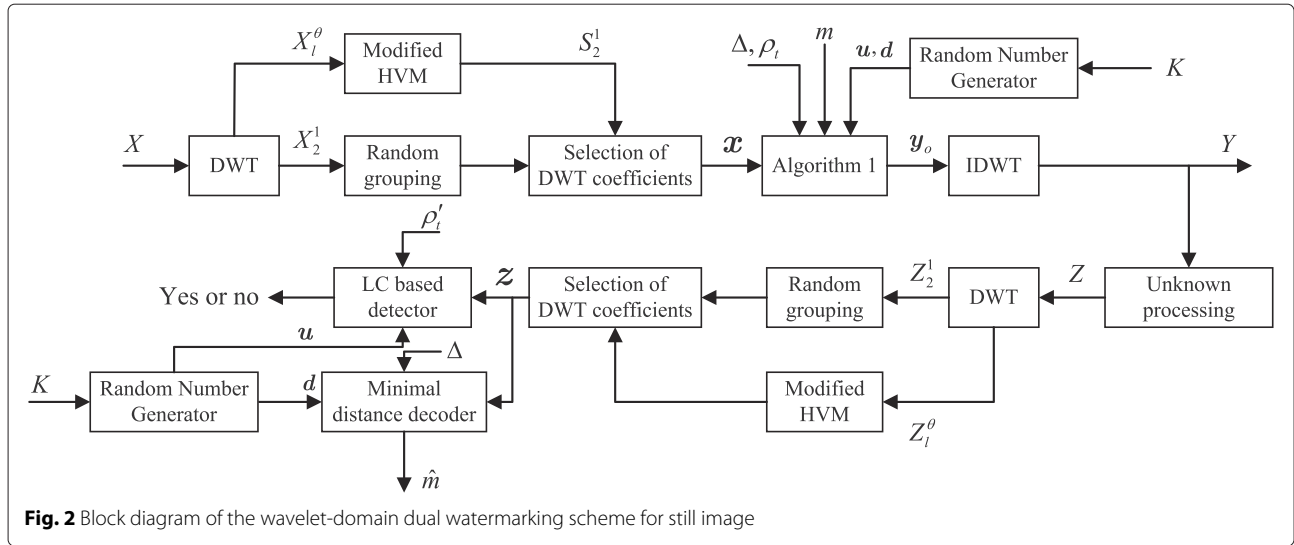 X_l^θ
Modified
HVM
S_2^1
Δ, ρ_t
m
u, d
Random Number
Generator
K
X
DWT
X_2^1
Random
grouping
Selection of
DWT coefficients
x
Algorithm 1
y_o
IDWT
Y
ρ′_t
Yes or no
LC based
detector
z
Selection of
DWT coefficients
Random
grouping
Z_2^1
DWT
Z
Unknown
processing
u
Δ
K
Random Number
Generator
d
Minimal
distance decoder
Modified
HVM
Z_l^θ
m̂
Fig. 2 Block diagram of the wavelet-domain dual watermarking scheme for still image